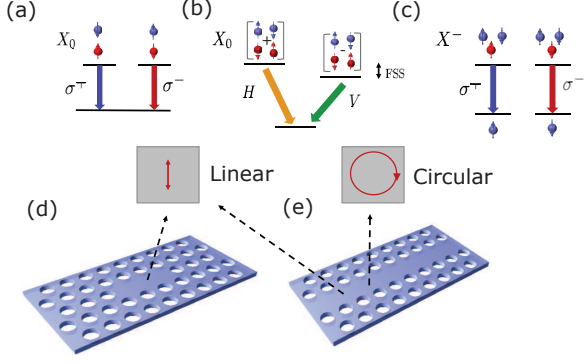 (a)
(b)
(c)
X₀
X₀
X⁻
+
-
FSS
σ⁺
σ⁻
H
V
σ⁺
σ⁻
Linear
Circular
(d)
(e)